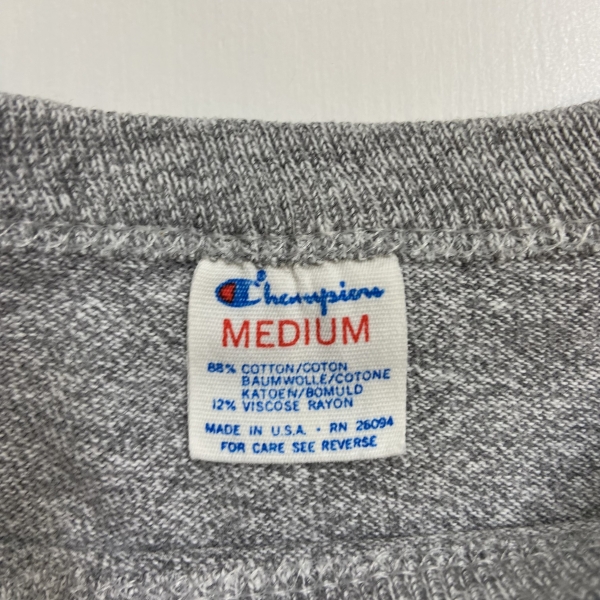 Champion
MEDIUM
88% COTTON/COTON
BAUMWOLLE/COTONE
KATOEN/BOMULD
12% VISCOSE RAYON
MADE IN U.S.A. - RN 26094
FOR CARE SEE REVERSE